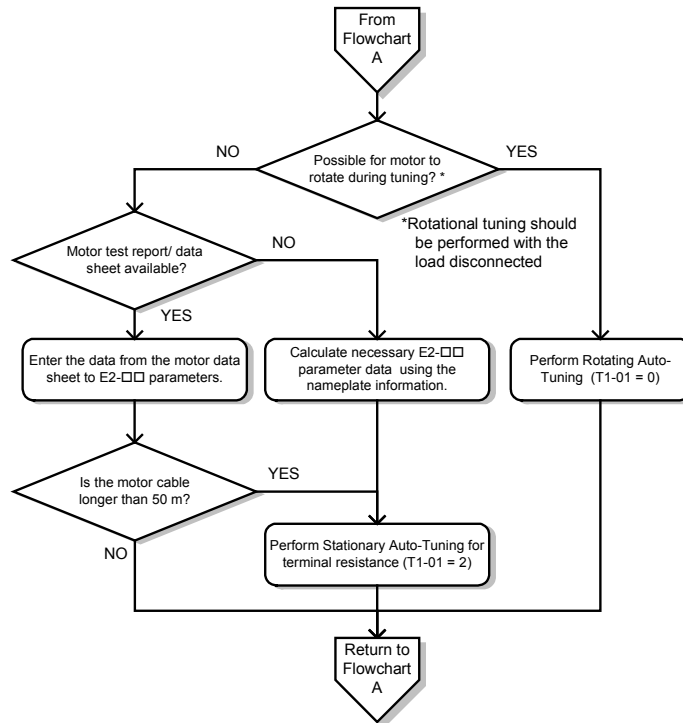 From
Flowchart
A
NO
Possible for motor to
rotate during tuning? *
YES
*Rotational tuning should
be performed with the
load disconnected
Motor test report/ data
sheet available?
NO
YES
Enter the data from the motor data
sheet to E2-□□ parameters.
Calculate necessary E2-□□
parameter data using the
nameplate information.
Perform Rotating Auto-
Tuning (T1-01 = 0)
Is the motor cable
longer than 50 m?
YES
NO
Perform Stationary Auto-Tuning for
terminal resistance (T1-01 = 2)
Return to
Flowchart
A